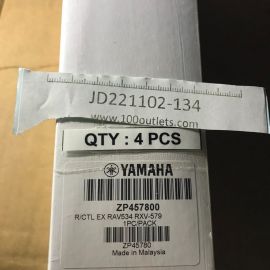 JD221102-134
www.100outlets.com
QTY : 4 PCS
YAMAHA
ZP457800
R/CTL EX RAV534 RXV-579
1PC/PACK
ZP45780
Made in Malaysia